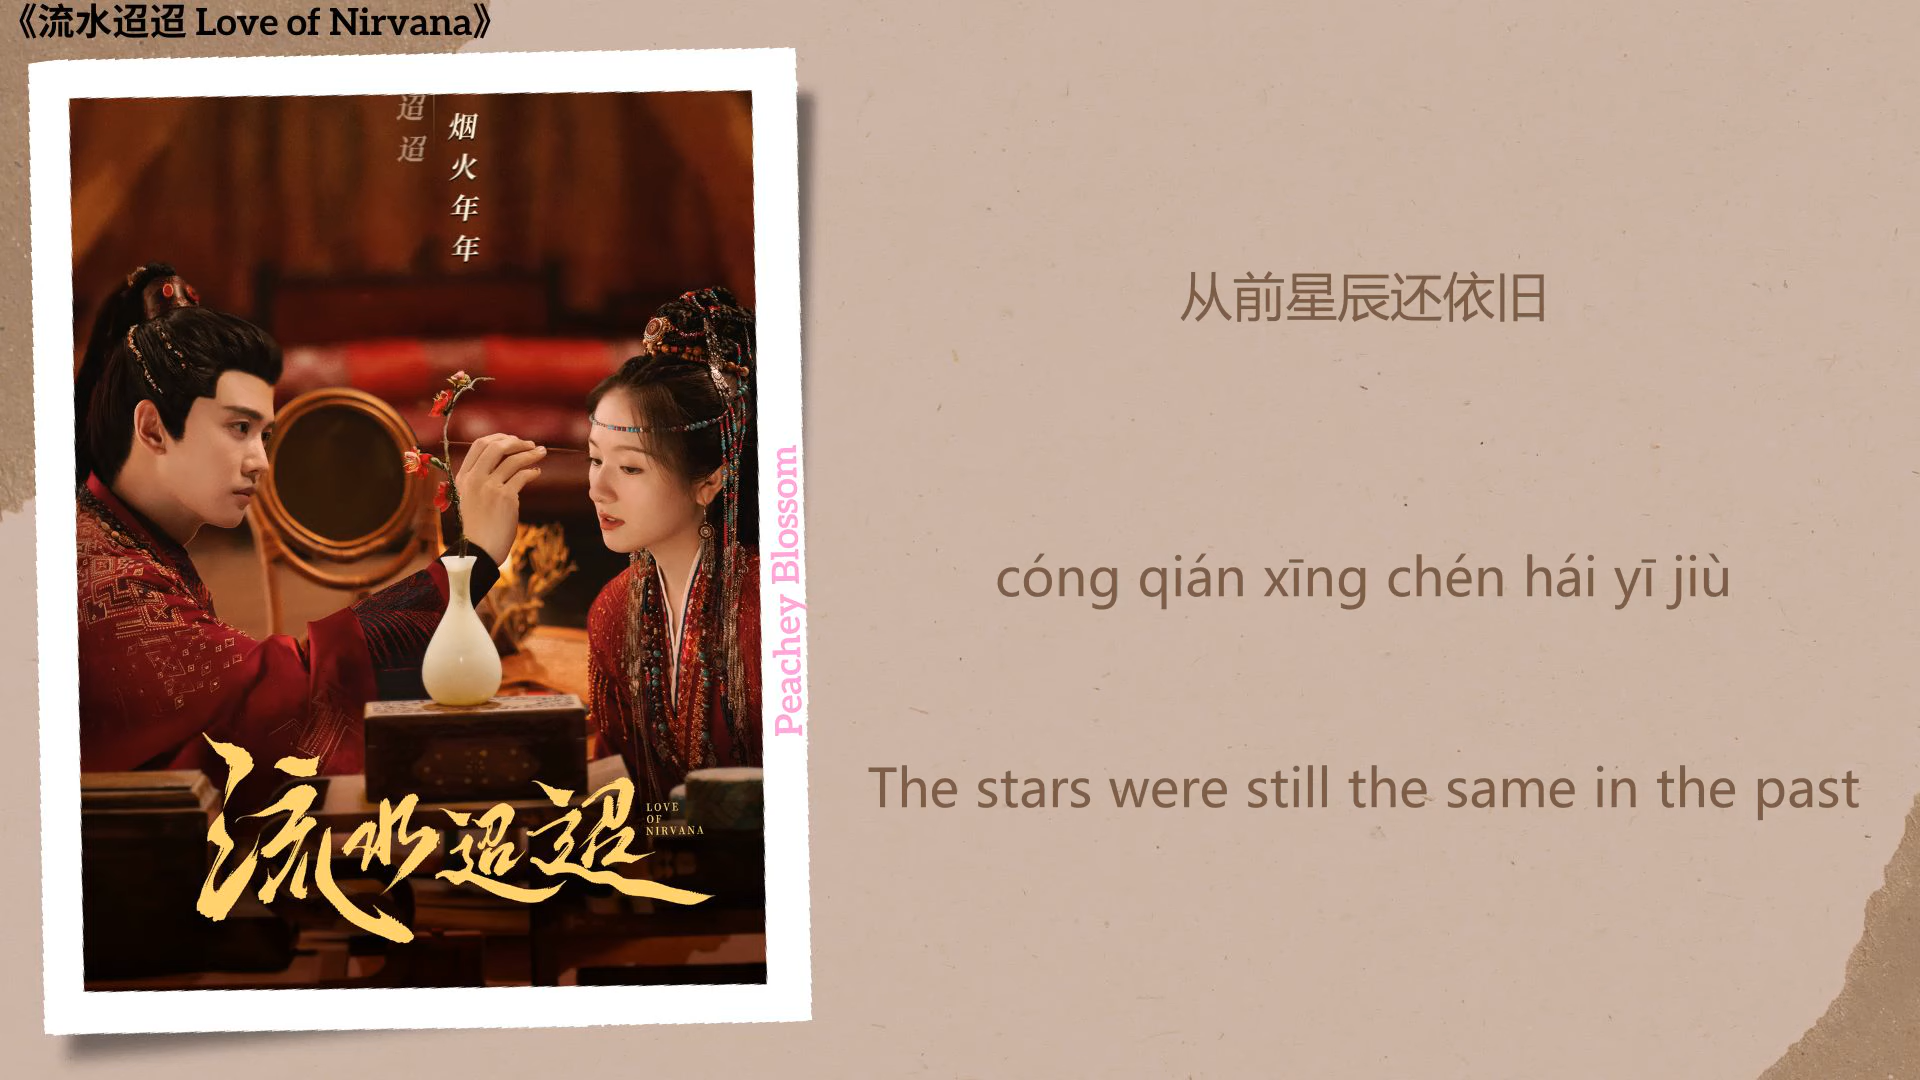 《流水迢迢 Love of Nirvana》
迢迢
烟火年年
流水迢迢
LOVE
OF
NIRVANA
Peachey Blossom
从前星辰还依旧
cóng qián xīng chén hái yī jiù
The stars were still the same in the past